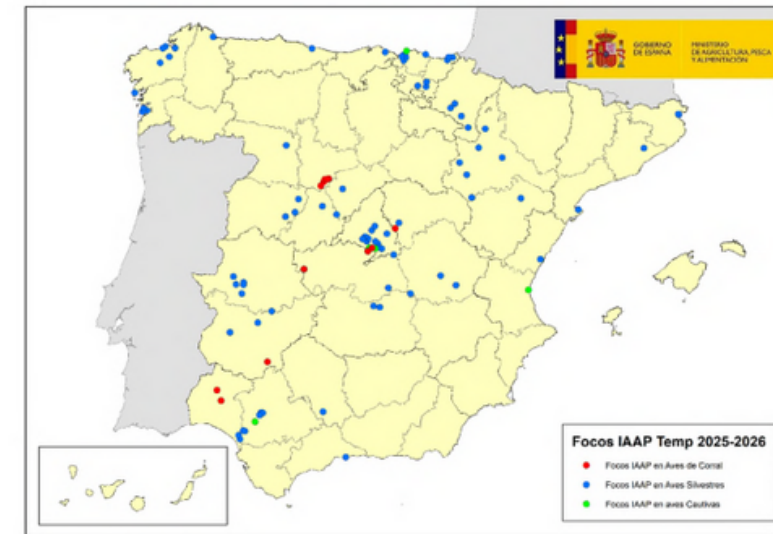 GOBIERNO
DE ESPAÑA
MINISTERIO
DE AGRICULTURA, PESCA
Y ALIMENTACIÓN
Focos IAAP Temp 2025-2026
Focos IAAP en Aves de Corral
Focos IAAP en Aves Silvestres
Focos IAAP en aves Cautivas